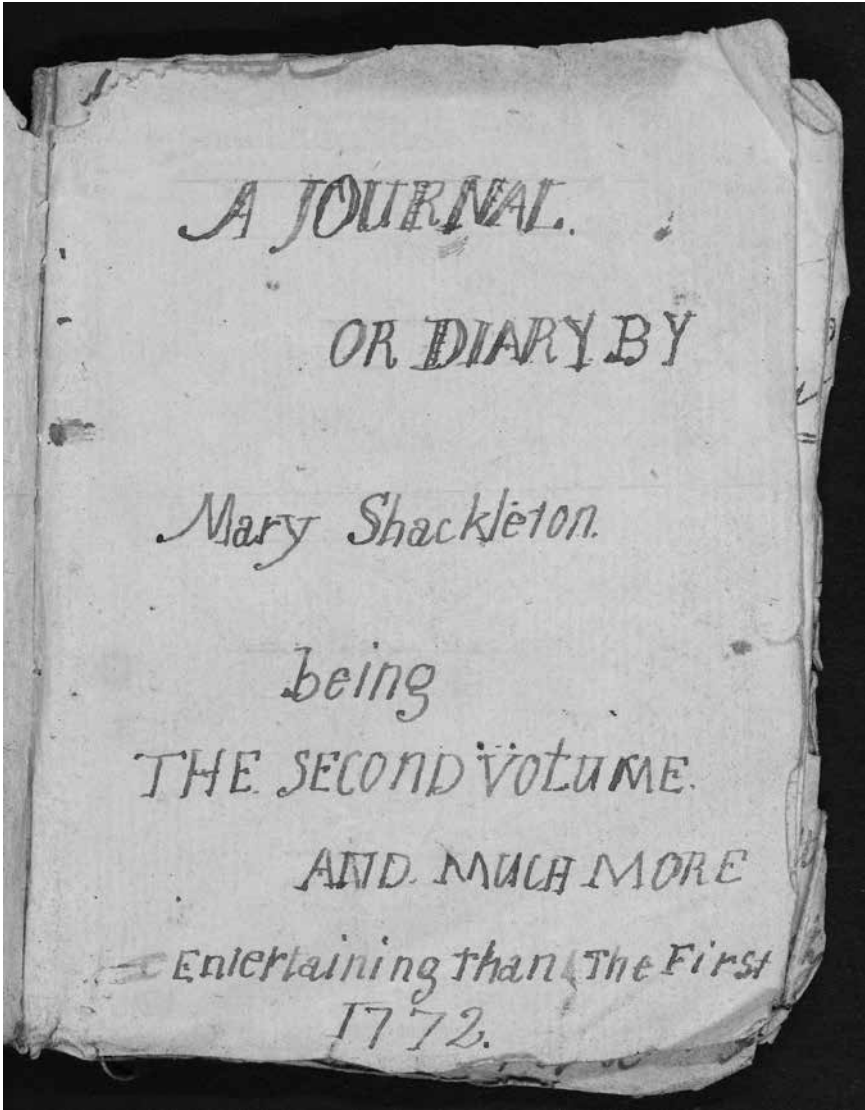 A JOURNAL.
OR DIARY BY
Mary Shackleton.
being
THE SECOND VOLUME.
AND MUCH MORE
Entertaining than The First
1772.